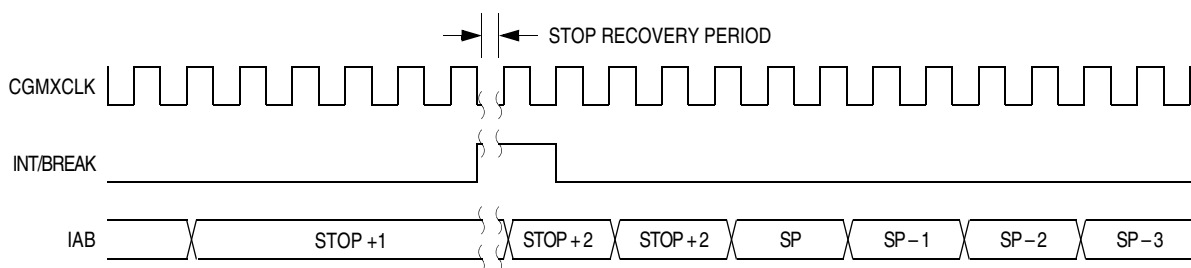 STOP RECOVERY PERIOD
CGMXCLK
INT/BREAK
IAB STOP +1 STOP + 2 STOP + 2 SP SP – 1 SP – 2 SP – 3